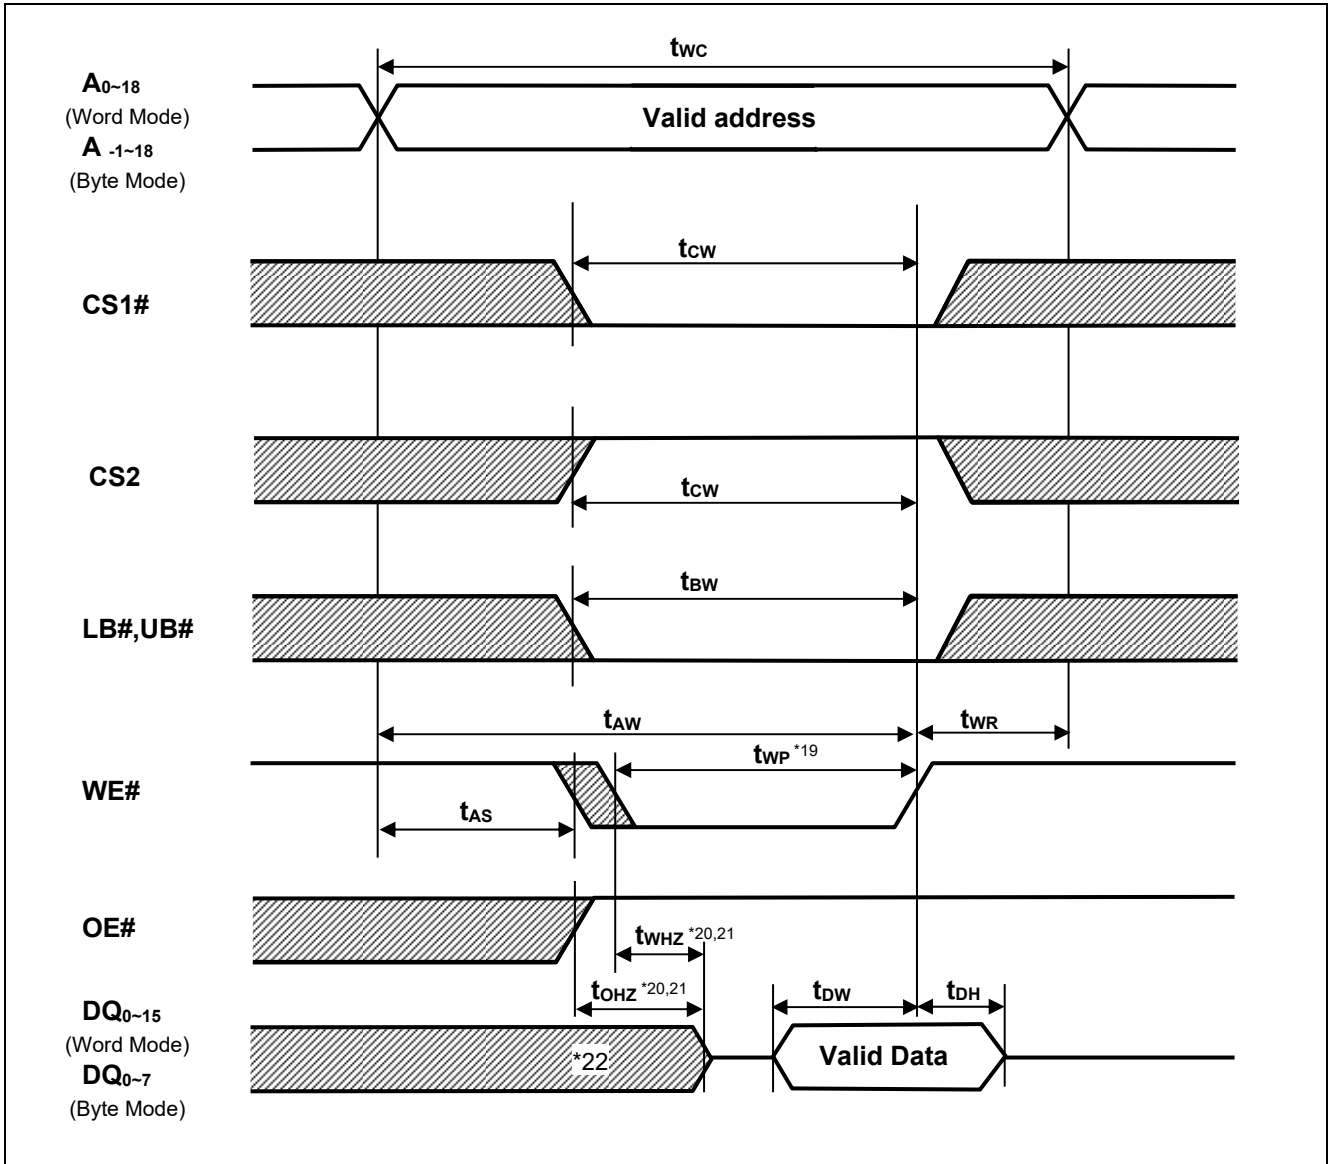 tWC
A0~18
(Word Mode)
Valid address
A -1~18
(Byte Mode)
tCW
CS1#
CS2
tCW
tBW
LB#,UB#
tAW
tWR
tWP *19
WE#
tAS
OE#
tWHZ *20,21
tOHZ *20,21
tDW
tDH
DQ0~15
(Word Mode)
*22
Valid Data
DQ0~7
(Byte Mode)